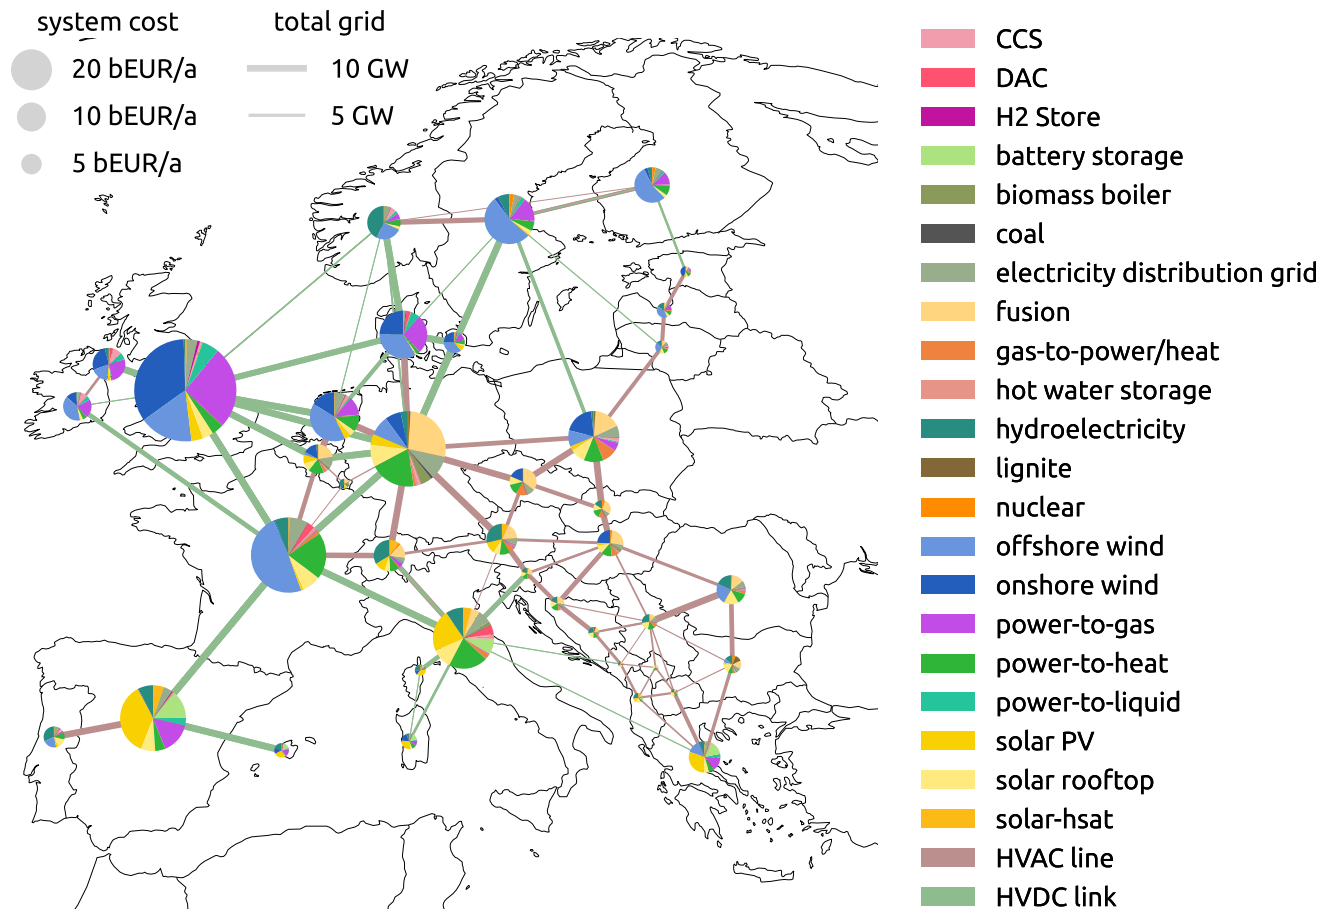 system cost
total grid
20 bEUR/a
10 GW
10 bEUR/a
5 GW
5 bEUR/a
CCS
DAC
H2 Store
battery storage
biomass boiler
coal
electricity distribution grid
fusion
gas-to-power/heat
hot water storage
hydroelectricity
lignite
nuclear
offshore wind
onshore wind
power-to-gas
power-to-heat
power-to-liquid
solar PV
solar rooftop
solar-hsat
HVAC line
HVDC link